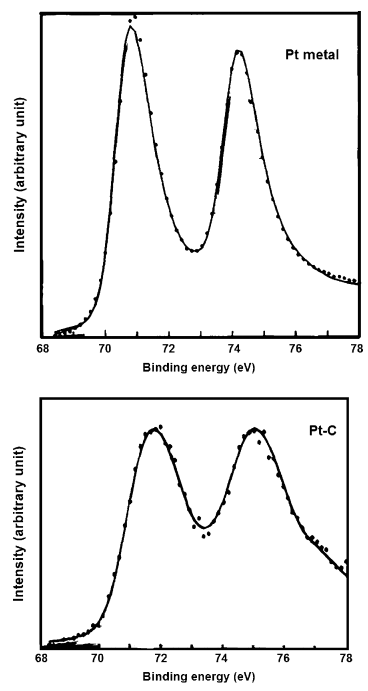 Pt metal
Intensity (arbitrary unit)
68 70 72 74 76 78
Binding energy (eV)
Pt-C
Intensity (arbitrary unit)
68 70 72 74 76 78
Binding energy (eV)